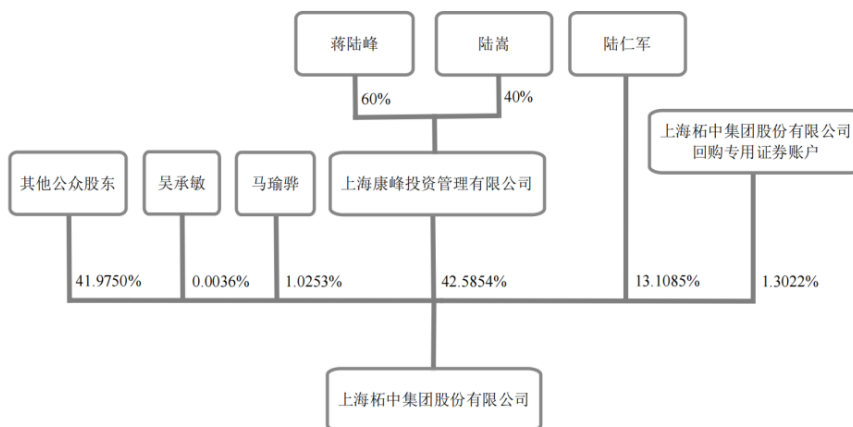 蒋陆峰
陆嵩
陆仁军
60%
40%
上海柘中集团股份有限公司
回购专用证券账户
其他公众股东
吴承敏
马瑜骅
上海康峰投资管理有限公司
41.9750%
0.0036%
1.0253%
42.5854%
13.1085%
1.3022%
上海柘中集团股份有限公司